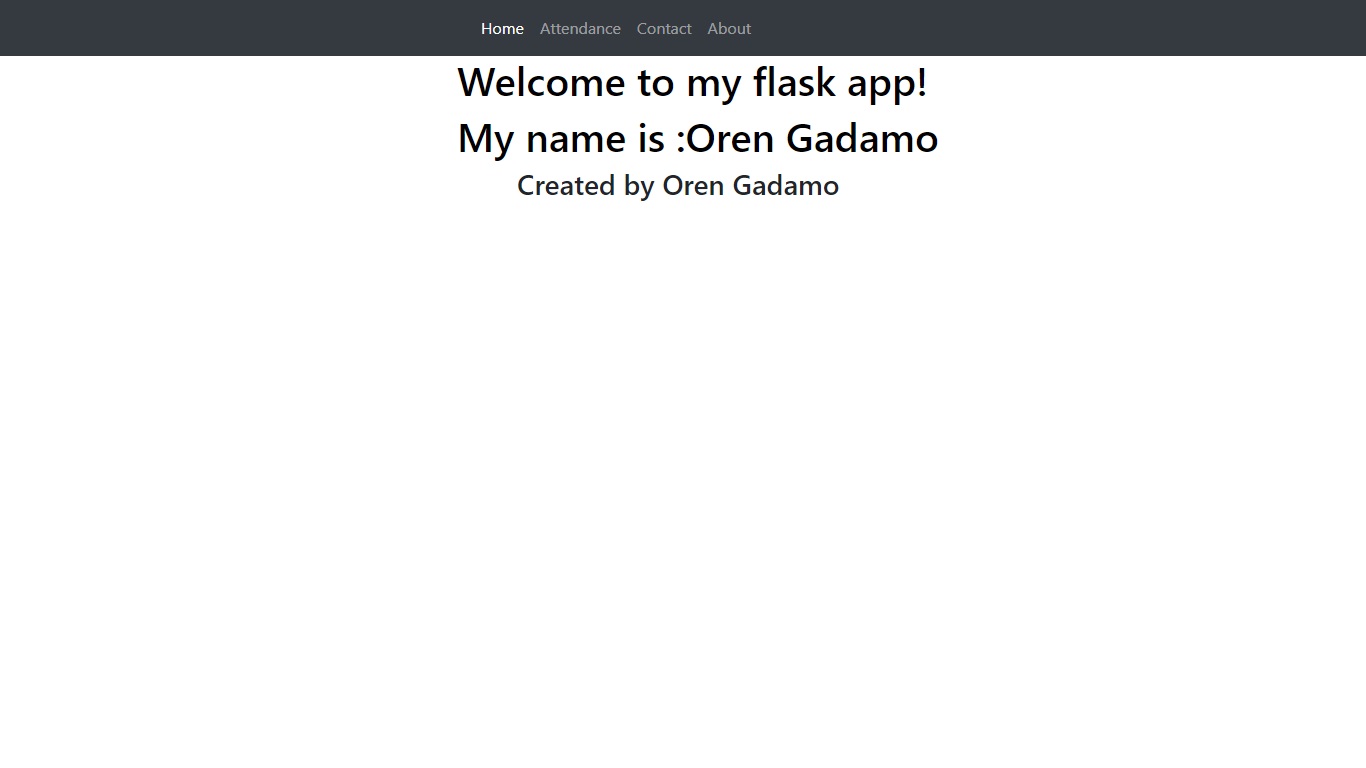 Home Attendance Contact About
Welcome to my flask app!
My name is :Oren Gadamo
Created by Oren Gadamo